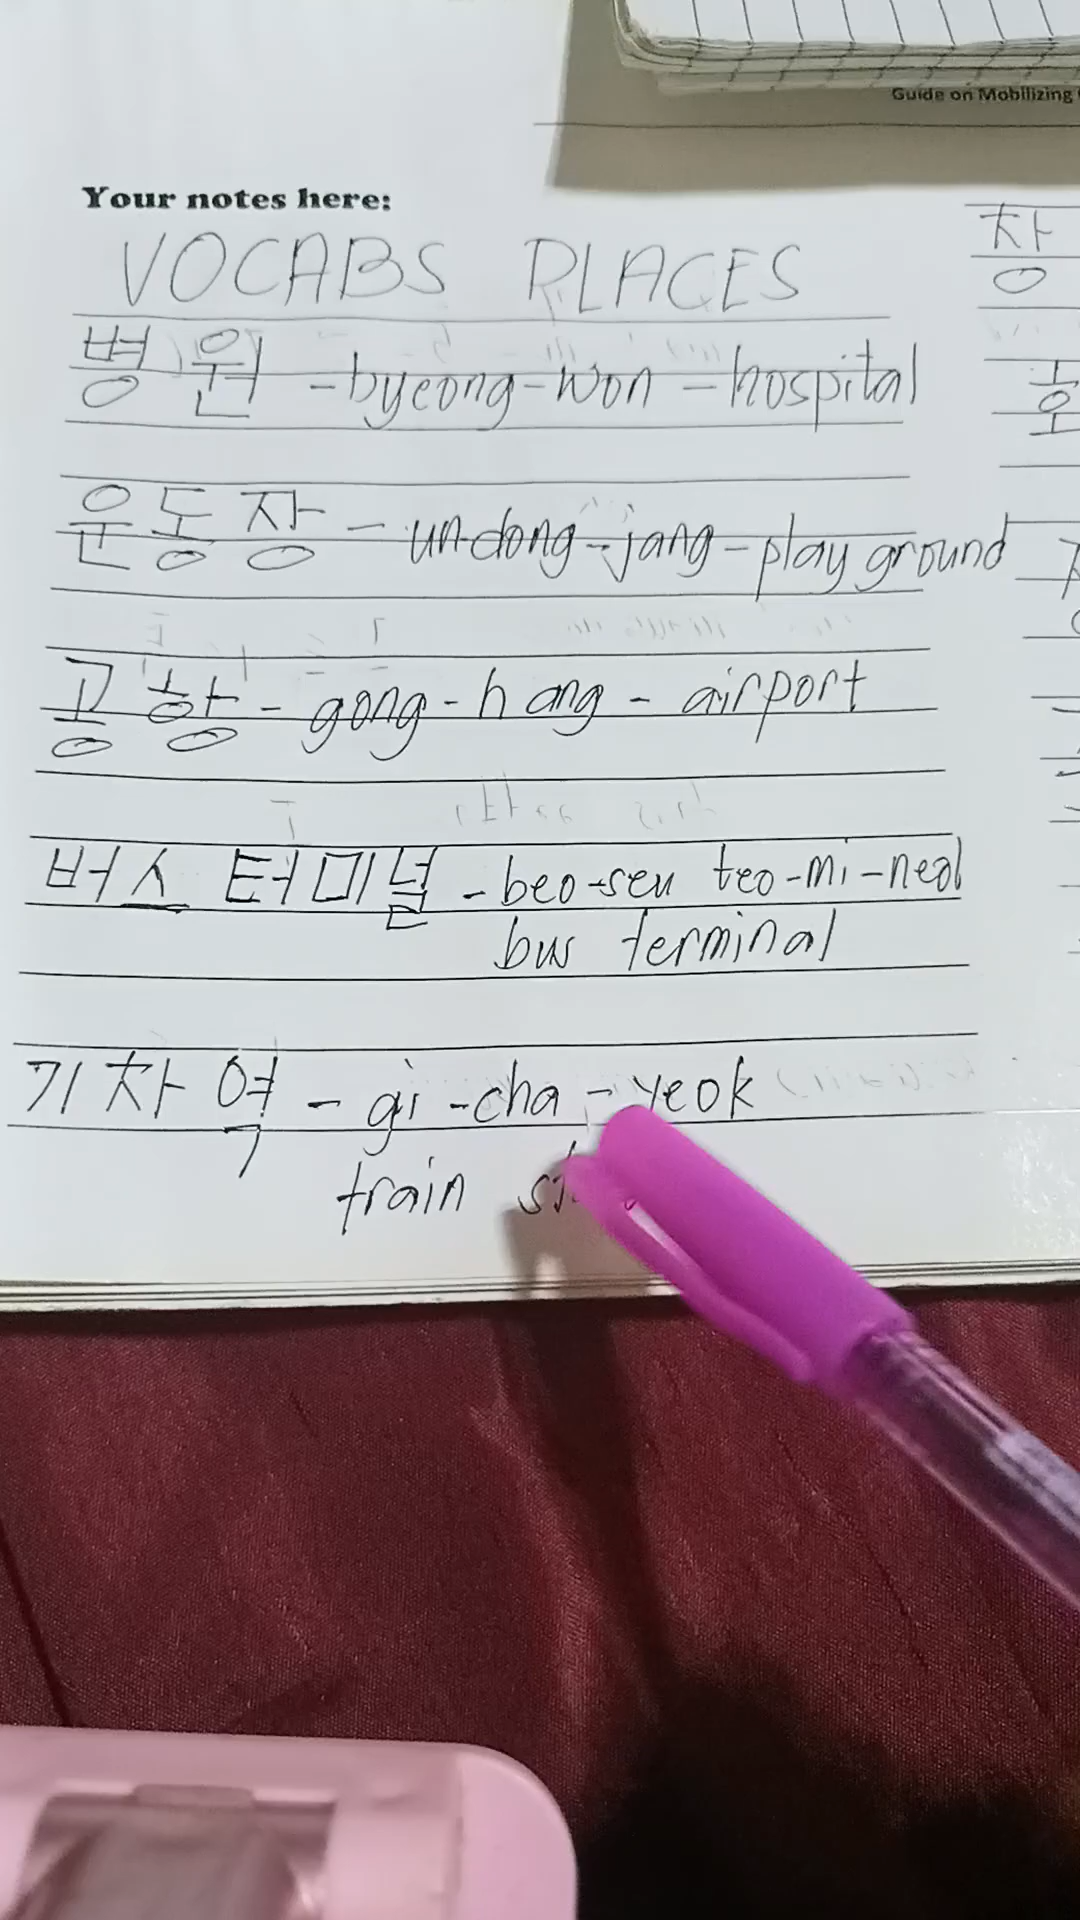 Guide on Mobilizing
Your notes here:
VOCABS PLACES
병원 - byeong-won - hospital
운동장 - un-dong-jang - play ground
공항 - gong-hang - airport
버스 터미널 - beo-seu teo-mi-neol
bus terminal
기차역 - gi-cha-yeok
train
창